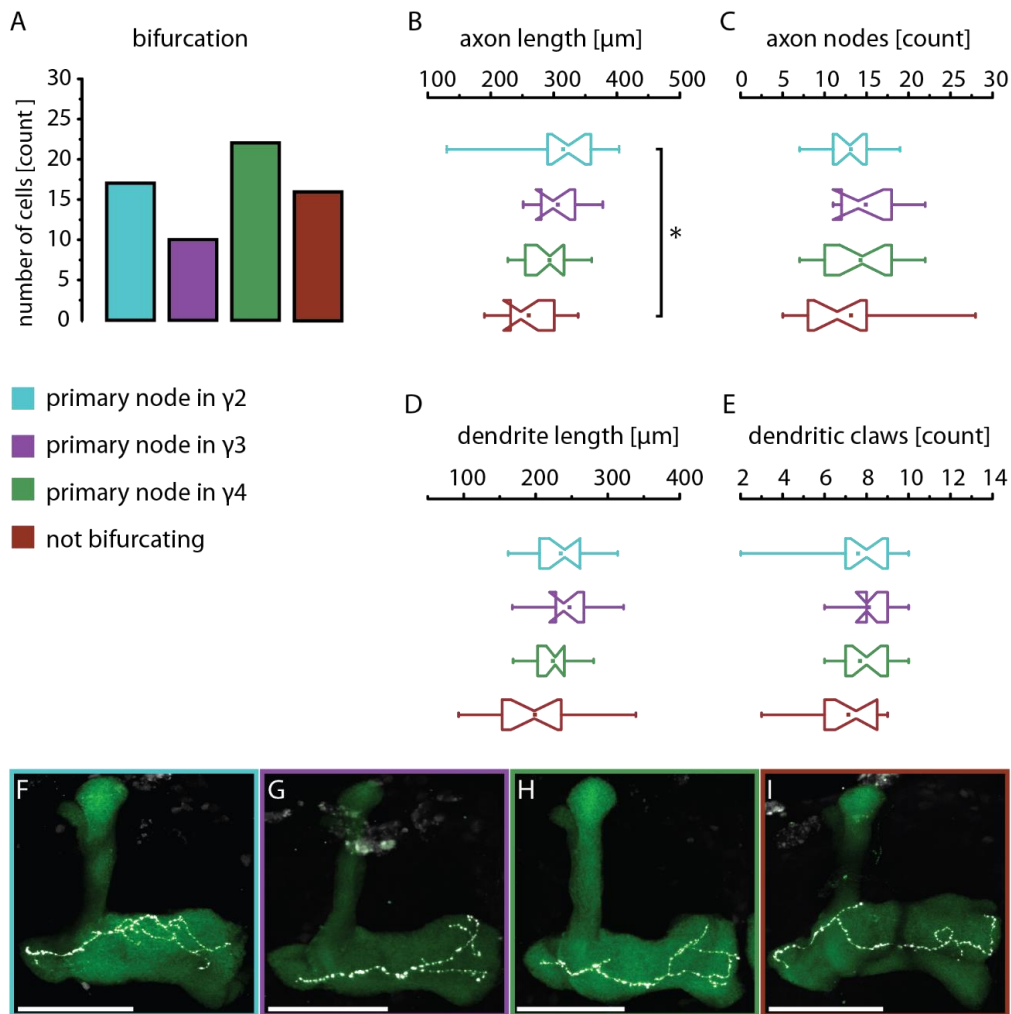 A
bifurcation
number of cells [count]
30
25
20
15
10
5
0
B
axon length [µm]
100 200 300 400 500
*
C
axon nodes [count]
0 5 10 15 20 25 30
primary node in γ2
primary node in γ3
primary node in γ4
not bifurcating
D
dendrite length [µm]
100 200 300 400
E
dendritic claws [count]
2 4 6 8 10 12 14
F
G
H
I